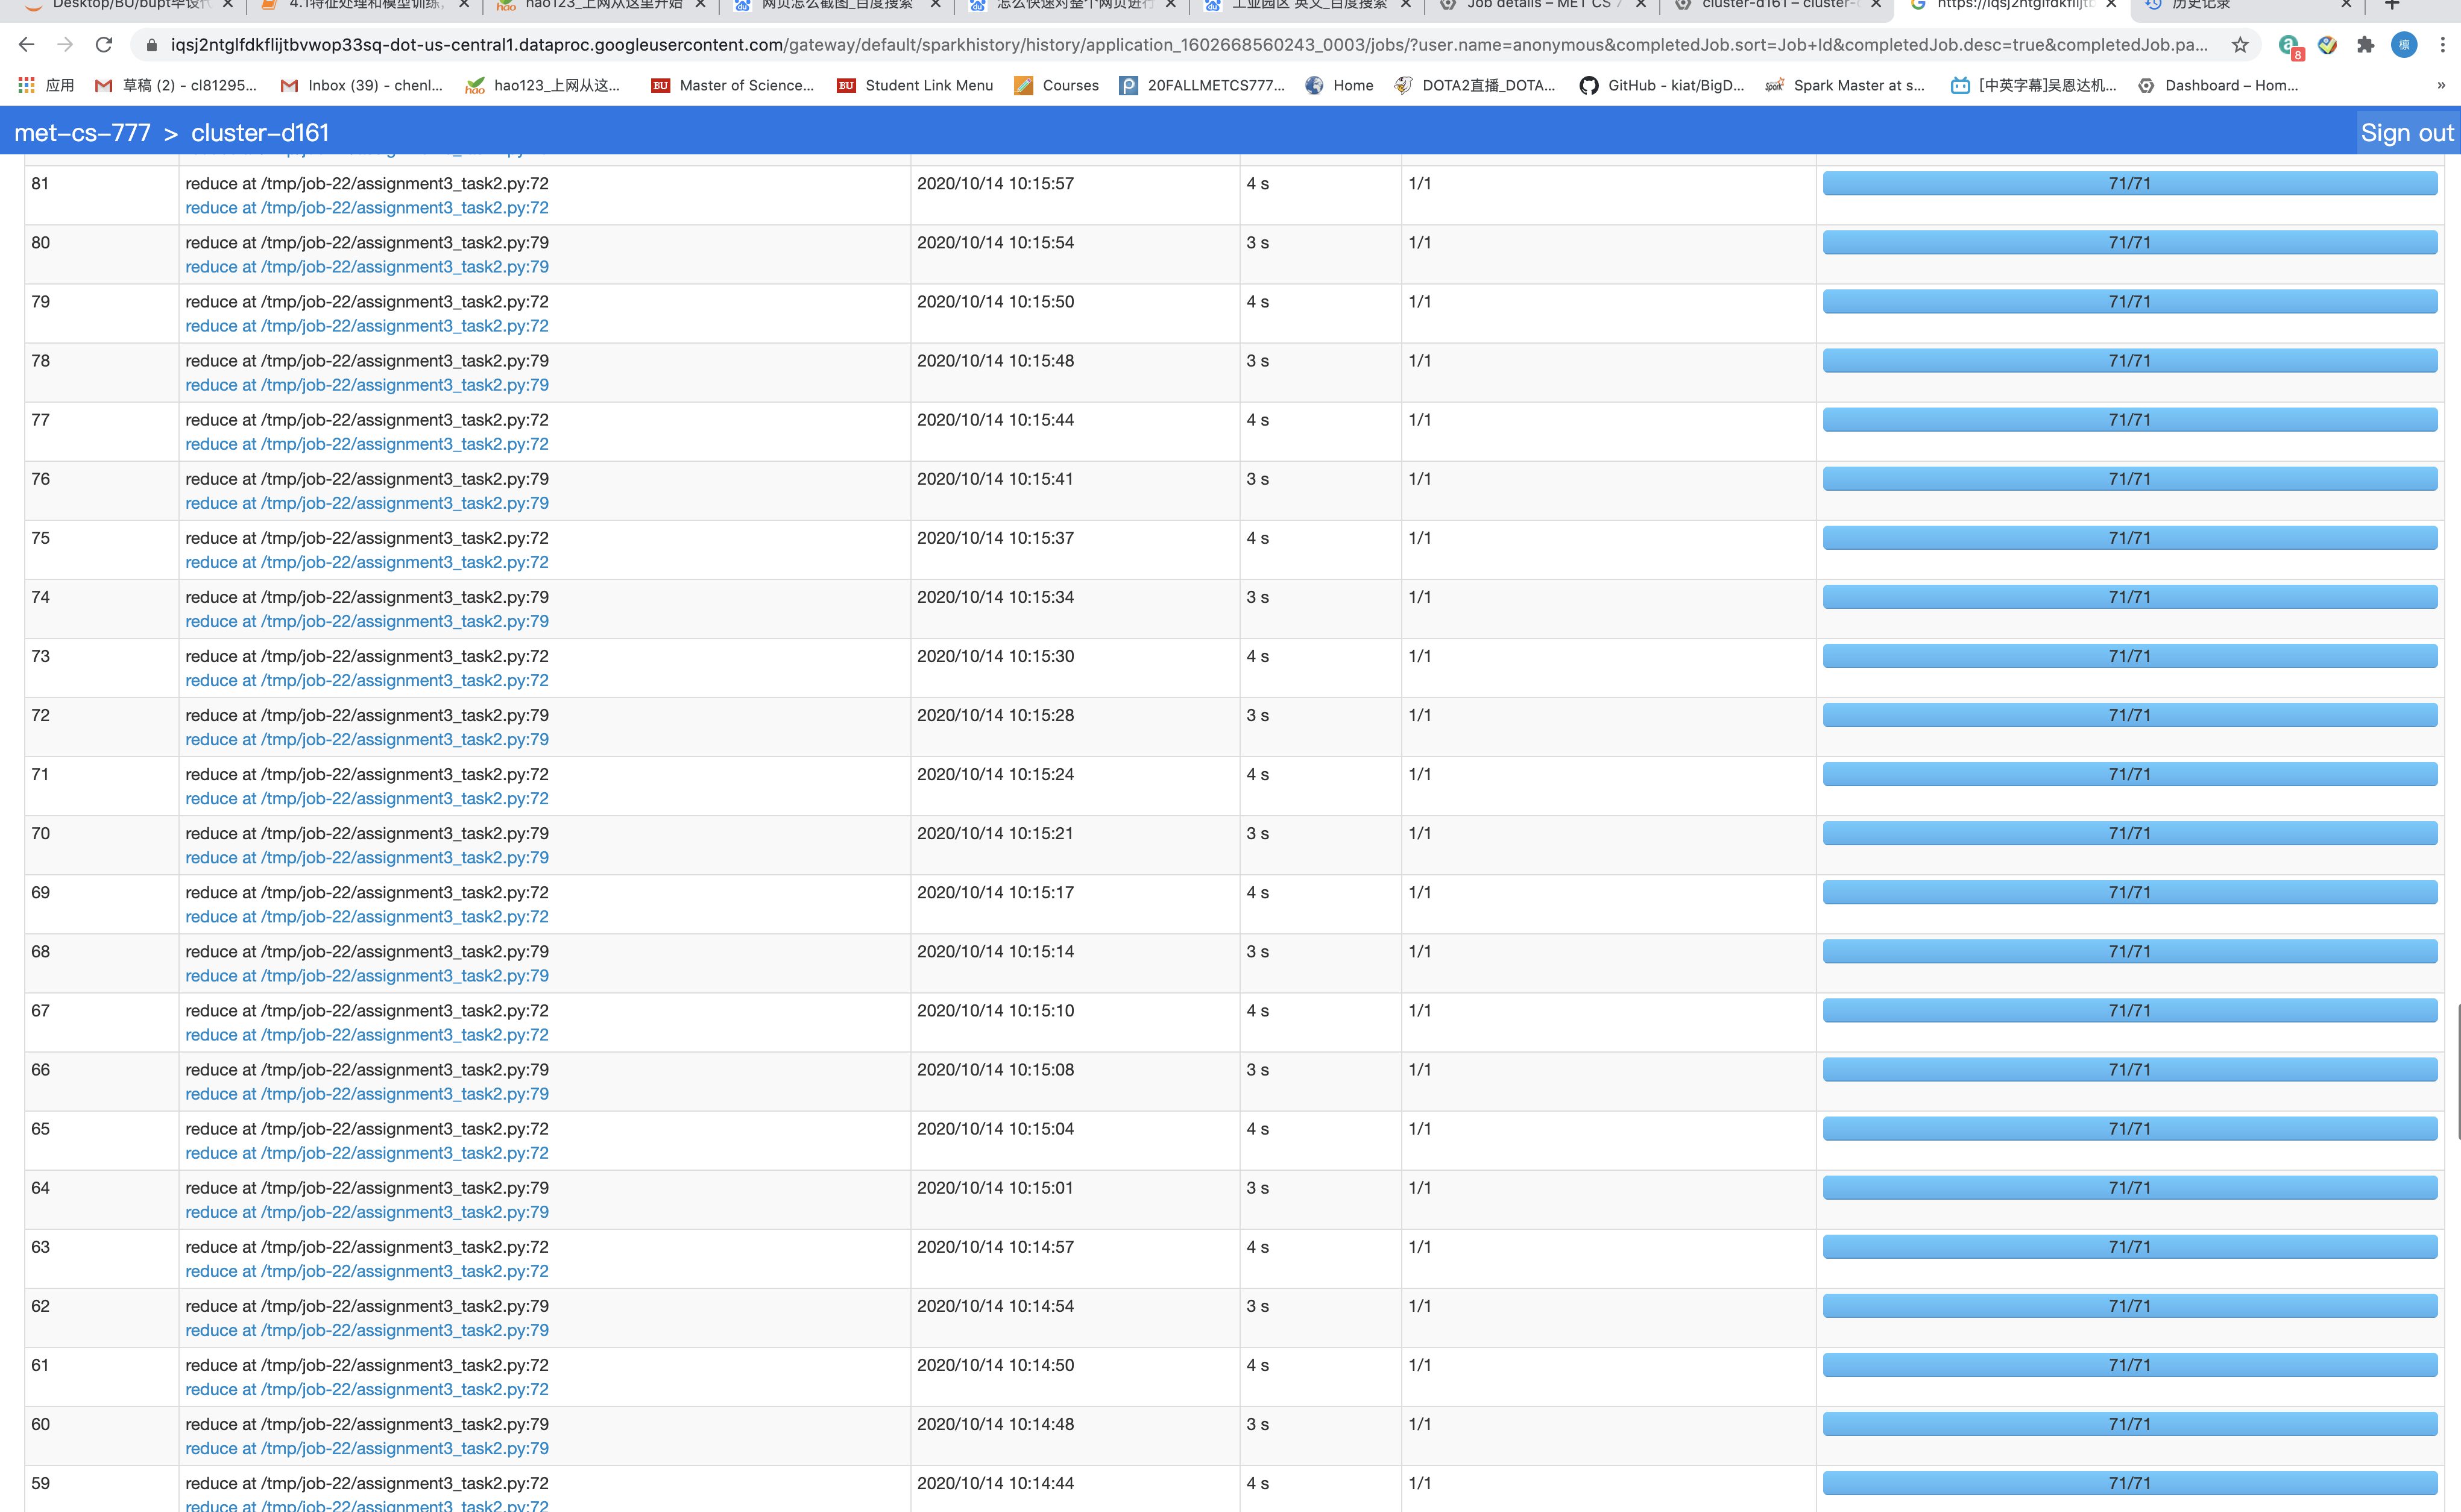 Desktop/BU/bupt毕设代
4.1特征处理和模型训练.
hao123_上网从这里开始
网页怎么截图_百度搜索
怎么快速对整个网页进行
工业园区 英文_百度搜索
Job details – MET CS 7
cluster-d161 – cluster-d
https://iqsj2ntglfdkflijtb
历史记录
iqsj2ntglfdkflijtbvwop33sq-dot-us-central1.dataproc.googleusercontent.com/gateway/default/sparkhistory/history/application_1602668560243_0003/jobs/?user.name=anonymous&completedJob.sort=Job+Id&completedJob.desc=true&completedJob.pa...
8
應用
草稿 (2) - cl81295...
Inbox (39) - chenl...
hao123_上网从这...
BU Master of Science...
BU Student Link Menu
Courses
20FALLMETCS777...
Home
DOTA2直播_DOTA...
GitHub - kiat/BigD...
Spark Master at s...
[中英字幕]吴恩达机...
Dashboard – Hom...
»
met-cs-777 > cluster-d161
Sign out
81 reduce at /tmp/job-22/assignment3_task2.py:72 2020/10/14 10:15:57 4 s 1/1 71/71
reduce at /tmp/job-22/assignment3_task2.py:72
80 reduce at /tmp/job-22/assignment3_task2.py:79 2020/10/14 10:15:54 3 s 1/1 71/71
reduce at /tmp/job-22/assignment3_task2.py:79
79 reduce at /tmp/job-22/assignment3_task2.py:72 2020/10/14 10:15:50 4 s 1/1 71/71
reduce at /tmp/job-22/assignment3_task2.py:72
78 reduce at /tmp/job-22/assignment3_task2.py:79 2020/10/14 10:15:48 3 s 1/1 71/71
reduce at /tmp/job-22/assignment3_task2.py:79
77 reduce at /tmp/job-22/assignment3_task2.py:72 2020/10/14 10:15:44 4 s 1/1 71/71
reduce at /tmp/job-22/assignment3_task2.py:72
76 reduce at /tmp/job-22/assignment3_task2.py:79 2020/10/14 10:15:41 3 s 1/1 71/71
reduce at /tmp/job-22/assignment3_task2.py:79
75 reduce at /tmp/job-22/assignment3_task2.py:72 2020/10/14 10:15:37 4 s 1/1 71/71
reduce at /tmp/job-22/assignment3_task2.py:72
74 reduce at /tmp/job-22/assignment3_task2.py:79 2020/10/14 10:15:34 3 s 1/1 71/71
reduce at /tmp/job-22/assignment3_task2.py:79
73 reduce at /tmp/job-22/assignment3_task2.py:72 2020/10/14 10:15:30 4 s 1/1 71/71
reduce at /tmp/job-22/assignment3_task2.py:72
72 reduce at /tmp/job-22/assignment3_task2.py:79 2020/10/14 10:15:28 3 s 1/1 71/71
reduce at /tmp/job-22/assignment3_task2.py:79
71 reduce at /tmp/job-22/assignment3_task2.py:72 2020/10/14 10:15:24 4 s 1/1 71/71
reduce at /tmp/job-22/assignment3_task2.py:72
70 reduce at /tmp/job-22/assignment3_task2.py:79 2020/10/14 10:15:21 3 s 1/1 71/71
reduce at /tmp/job-22/assignment3_task2.py:79
69 reduce at /tmp/job-22/assignment3_task2.py:72 2020/10/14 10:15:17 4 s 1/1 71/71
reduce at /tmp/job-22/assignment3_task2.py:72
68 reduce at /tmp/job-22/assignment3_task2.py:79 2020/10/14 10:15:14 3 s 1/1 71/71
reduce at /tmp/job-22/assignment3_task2.py:79
67 reduce at /tmp/job-22/assignment3_task2.py:72 2020/10/14 10:15:10 4 s 1/1 71/71
reduce at /tmp/job-22/assignment3_task2.py:72
66 reduce at /tmp/job-22/assignment3_task2.py:79 2020/10/14 10:15:08 3 s 1/1 71/71
reduce at /tmp/job-22/assignment3_task2.py:79
65 reduce at /tmp/job-22/assignment3_task2.py:72 2020/10/14 10:15:04 4 s 1/1 71/71
reduce at /tmp/job-22/assignment3_task2.py:72
64 reduce at /tmp/job-22/assignment3_task2.py:79 2020/10/14 10:15:01 3 s 1/1 71/71
reduce at /tmp/job-22/assignment3_task2.py:79
63 reduce at /tmp/job-22/assignment3_task2.py:72 2020/10/14 10:14:57 4 s 1/1 71/71
reduce at /tmp/job-22/assignment3_task2.py:72
62 reduce at /tmp/job-22/assignment3_task2.py:79 2020/10/14 10:14:54 3 s 1/1 71/71
reduce at /tmp/job-22/assignment3_task2.py:79
61 reduce at /tmp/job-22/assignment3_task2.py:72 2020/10/14 10:14:50 4 s 1/1 71/71
reduce at /tmp/job-22/assignment3_task2.py:72
60 reduce at /tmp/job-22/assignment3_task2.py:79 2020/10/14 10:14:48 3 s 1/1 71/71
reduce at /tmp/job-22/assignment3_task2.py:79
59 reduce at /tmp/job-22/assignment3_task2.py:72 2020/10/14 10:14:44 4 s 1/1 71/71
reduce at /tmp/job-22/assignment3_task2.py:72